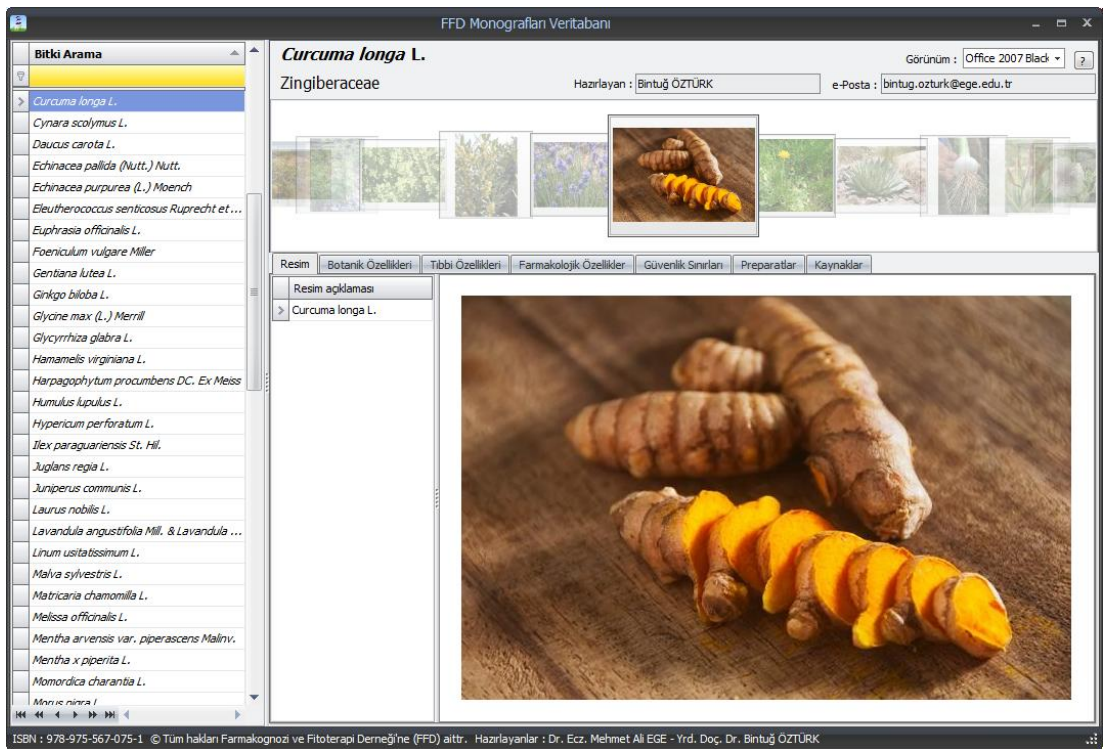 FFD Monografları Veritabanı
Bitki Arama
Curcuma longa L.
Cynara scolymus L.
Daucus carota L.
Echinacea pallida (Nutt.) Nutt.
Echinacea purpurea (L.) Moench
Eleutherococcus senticosus Ruprecht et...
Euphrasia officinalis L.
Foeniculum vulgare Miller
Gentiana lutea L.
Ginkgo biloba L.
Glycine max (L.) Merrill
Glycyrrhiza glabra L.
Hamamelis virginiana L.
Harpagophytum procumbens DC. Ex Meiss
Humulus lupulus L.
Hypericum perforatum L.
Ilex paraguariensis St. Hil.
Juglans regia L.
Juniperus communis L.
Laurus nobilis L.
Lavandula angustifolia Mill. & Lavandula ...
Linum usitatissimum L.
Malva sylvestris L.
Matricaria chamomilla L.
Melissa officinalis L.
Mentha arvensis var. piperascens Malinv.
Mentha x piperita L.
Momordica charantia L.
Morus nigra L.
Curcuma longa L.
Görünüm : Office 2007 Black ?
Zingiberaceae
Hazırlayan : Bintuğ ÖZTÜRK
e-Posta : bintug.ozturk@ege.edu.tr
Resim Botanik Özellikleri Tıbbi Özellikleri Farmakolojik Özellikler Güvenlik Sınırları Preparatlar Kaynaklar
Resim açıklaması
Curcuma longa L.
ISBN : 978-975-567-075-1 © Tüm hakları Farmakognozi ve Fitoterapi Derneği'ne (FFD) aittr. Hazırlayanlar : Dr. Ecz. Mehmet Ali EGE - Yrd. Doç. Dr. Bintuğ ÖZTÜRK